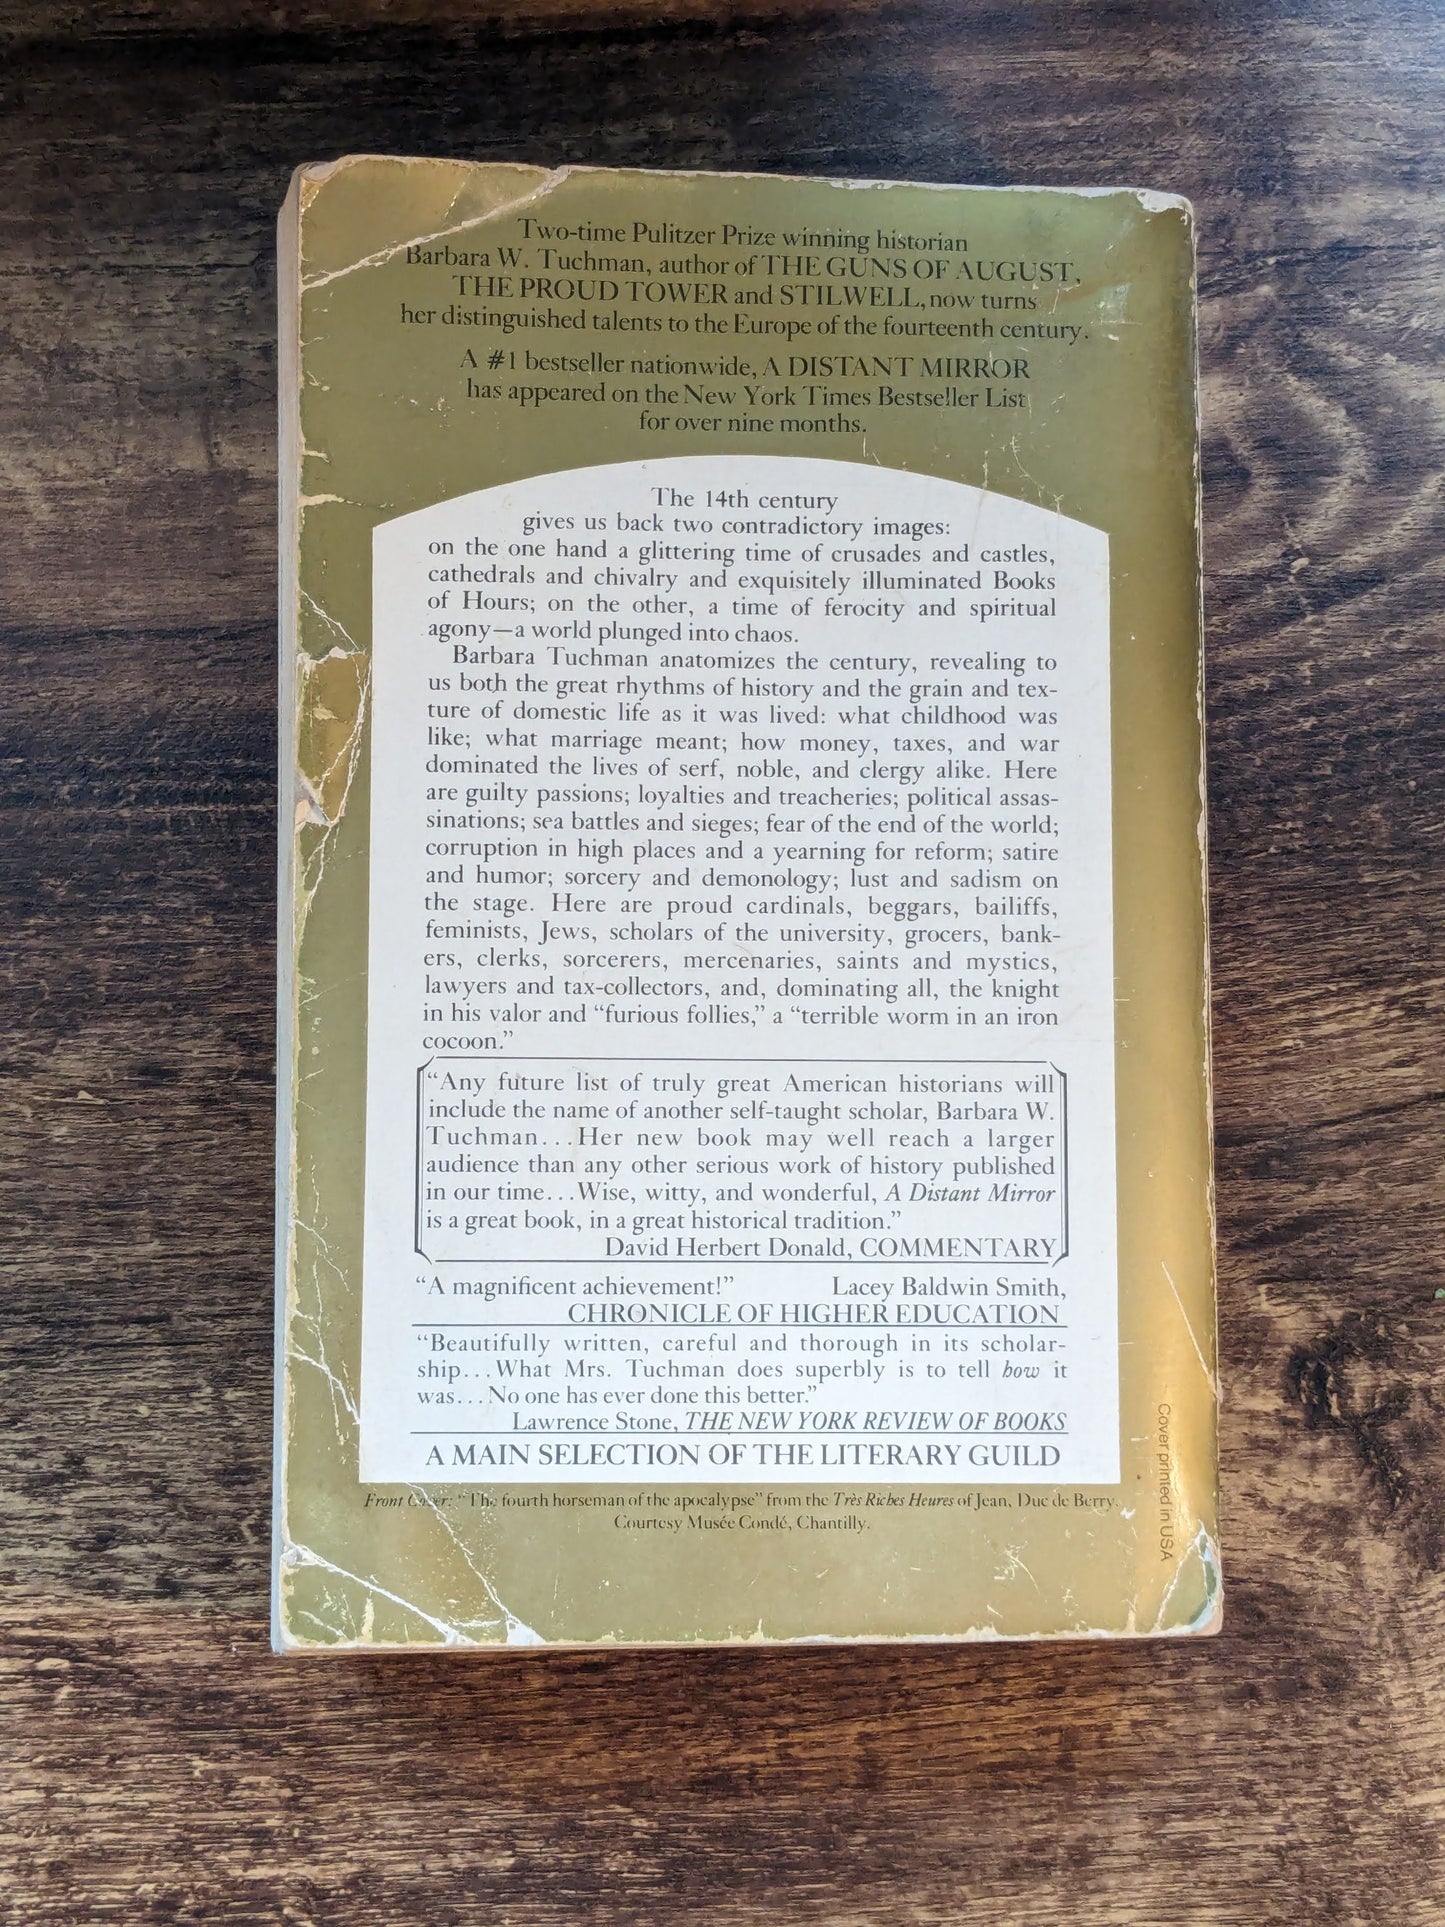 Two-time Pulitzer Prize winning historian
Barbara W. Tuchman, author of THE GUNS OF AUGUST,
THE PROUD TOWER and STILWELL, now turns
her distinguished talents to the Europe of the fourteenth century.
A #1 bestseller nationwide, A DISTANT MIRROR
has appeared on the New York Times Bestseller List
for over nine months.
The 14th century
gives us back two contradictory images:
on the one hand a glittering time of crusades and castles,
cathedrals and chivalry and exquisitely illuminated Books
of Hours; on the other, a time of ferocity and spiritual
agony—a world plunged into chaos.
Barbara Tuchman anatomizes the century, revealing to
us both the great rhythms of history and the grain and tex-
ture of domestic life as it was lived: what childhood was
like; what marriage meant; how money, taxes, and war
dominated the lives of serf, noble, and clergy alike. Here
are guilty passions; loyalties and treacheries; political assas-
sinations; sea battles and sieges; fear of the end of the world;
corruption in high places and a yearning for reform; satire
and humor; sorcery and demonology; lust and sadism on
the stage. Here are proud cardinals, beggars, bailiffs,
feminists, Jews, scholars of the university, grocers, bank-
ers, clerks, sorcerers, mercenaries, saints and mystics,
lawyers and tax-collectors, and, dominating all, the knight
in his valor and “furious follies,” a “terrible worm in an iron
cocoon.”
“Any future list of truly great American historians will
include the name of another self-taught scholar, Barbara W.
Tuchman...Her new book may well reach a larger
audience than any other serious work of history published
in our time...Wise, witty, and wonderful, A Distant Mirror
is a great book, in a great historical tradition.”
David Herbert Donald, COMMENTARY
“A magnificent achievement!” Lacey Baldwin Smith,
CHRONICLE OF HIGHER EDUCATION
“Beautifully written, careful and thorough in its scholar-
ship...What Mrs. Tuchman does superbly is to tell how it
was...No one has ever done this better.”
Lawrence Stone, THE NEW YORK REVIEW OF BOOKS
A MAIN SELECTION OF THE LITERARY GUILD
Front Cover: “The fourth horseman of the apocalypse” from the Très Riches Heures of Jean, Duc de Berry.
Courtesy Musée Condé, Chantilly.
Cover printed in USA